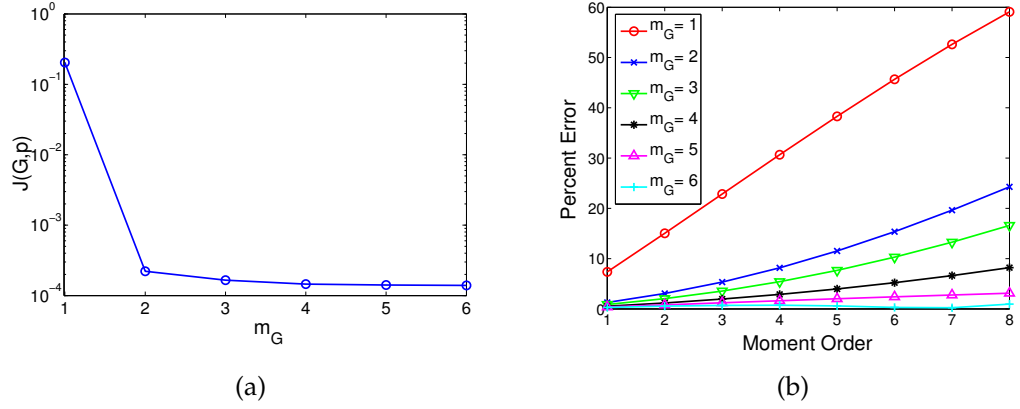 10^0
10^-1
10^-2
10^-3
10^-4
J(G,p)
1 2 3 4 5 6
m_G
(a)
60
50
40
30
20
10
0
Percent Error
m_G= 1
m_G= 2
m_G= 3
m_G= 4
m_G= 5
m_G= 6
1 2 3 4 5 6 7 8
Moment Order
(b)